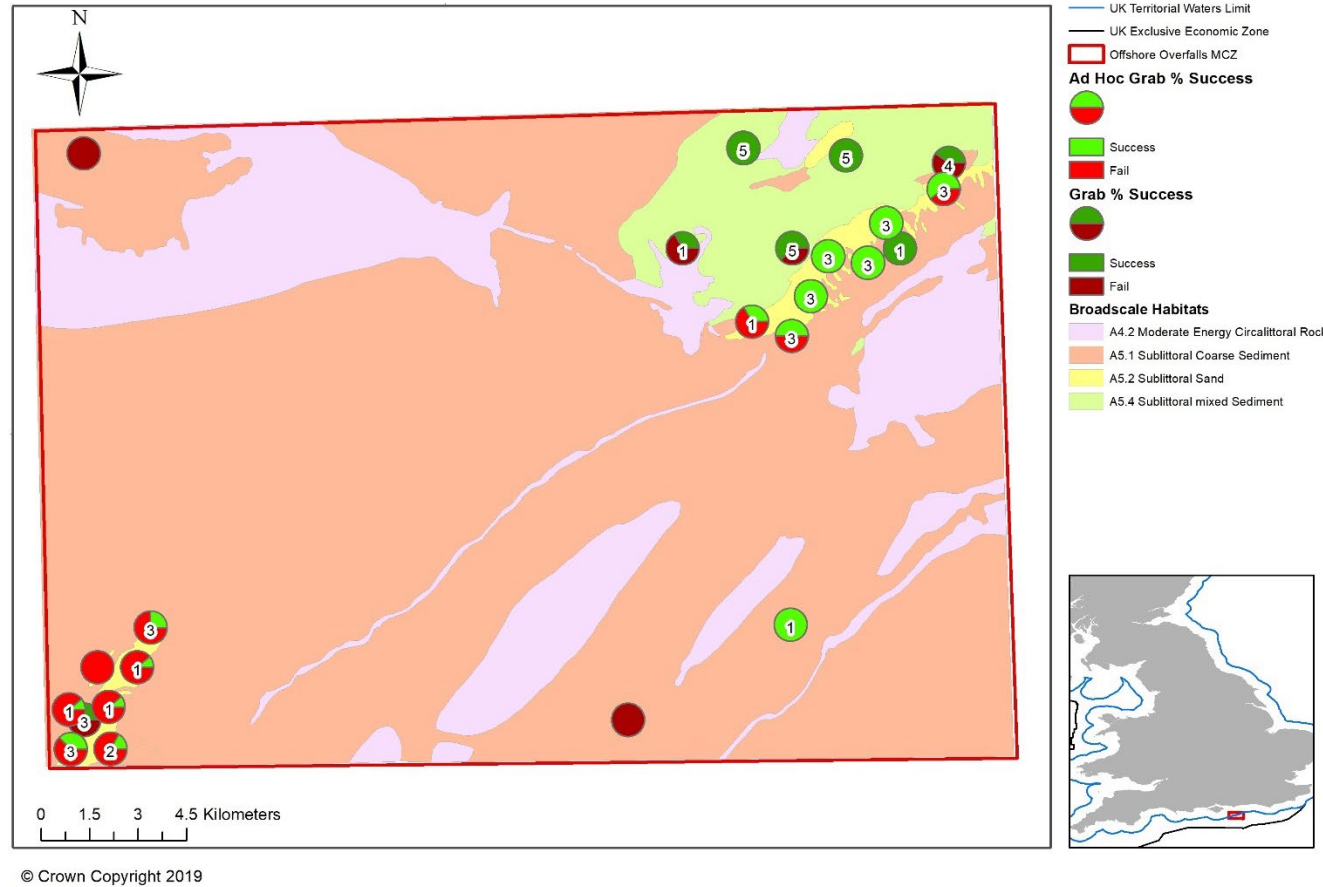 N
UK Territorial Waters Limit
UK Exclusive Economic Zone
Offshore Overfalls MCZ
Ad Hoc Grab % Success
Success
Fail
Grab % Success
Success
Fail
Broadscale Habitats
A4.2 Moderate Energy Circalittoral Rock
A5.1 Sublittoral Coarse Sediment
A5.2 Sublittoral Sand
A5.4 Sublittoral mixed Sediment
5
5
4
3
3
1
5
3
3
1
3
1
3
3
1
1
1
3
3
2
1
0 1.5 3 4.5 Kilometers
© Crown Copyright 2019